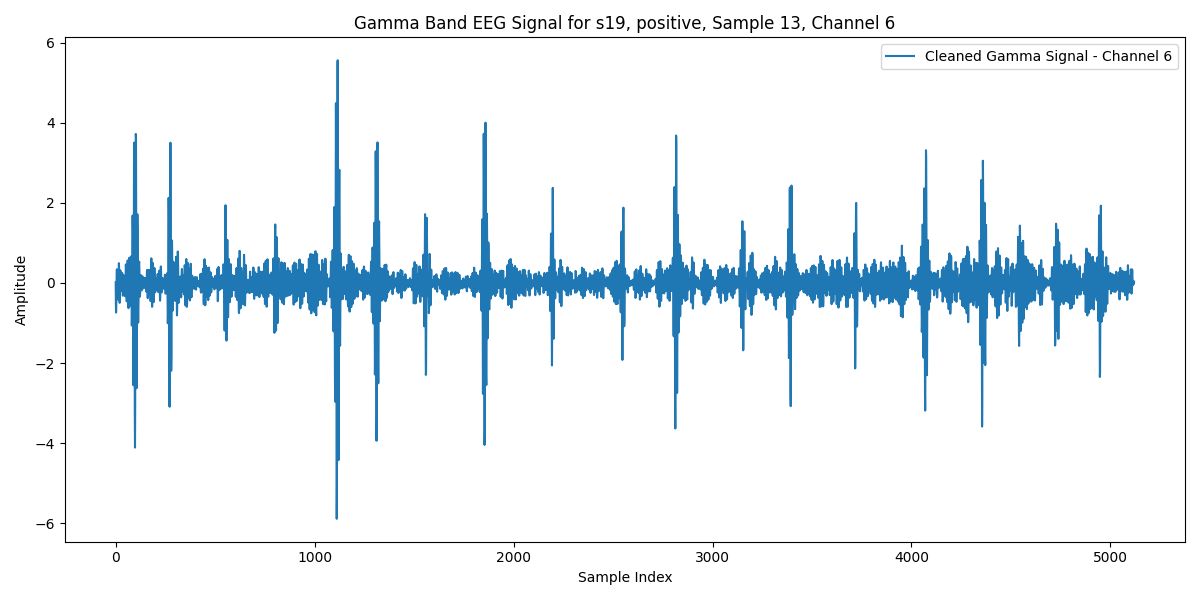 Gamma Band EEG Signal for s19, positive, Sample 13, Channel 6
Cleaned Gamma Signal - Channel 6
6
4
2
0
−2
−4
−6
Amplitude
0 1000 2000 3000 4000 5000
Sample Index